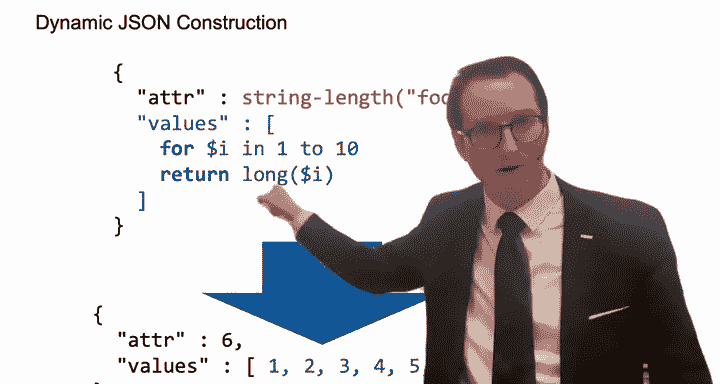 Dynamic JSON Construction
{
"attr" : string-length("foo
"values" : [
for $i in 1 to 10
return long($i)
]
}
{
"attr" : 6,
"values" : [ 1, 2, 3, 4, 5,